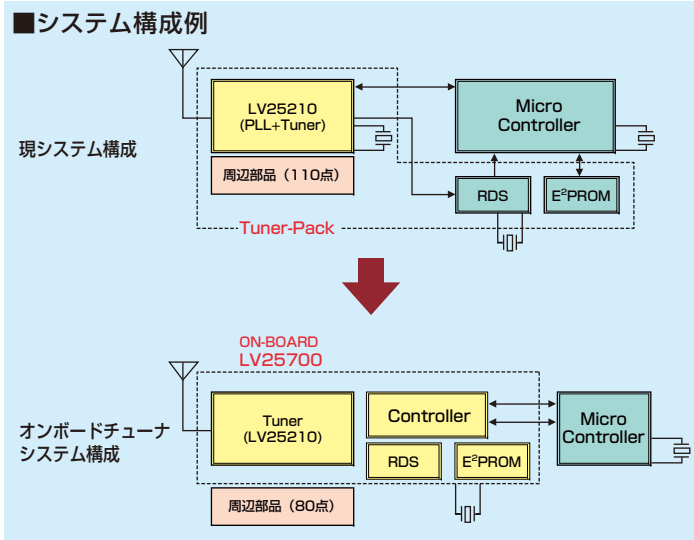 ■システム構成例
現システム構成
LV25210
(PLL+Tuner)
周辺部品（110点）
Micro
Controller
RDS
E²PROM
Tuner-Pack
ON-BOARD
LV25700
オンボードチューナ
システム構成
Tuner
(LV25210)
Controller
RDS
E²PROM
Micro
Controller
周辺部品（80点）